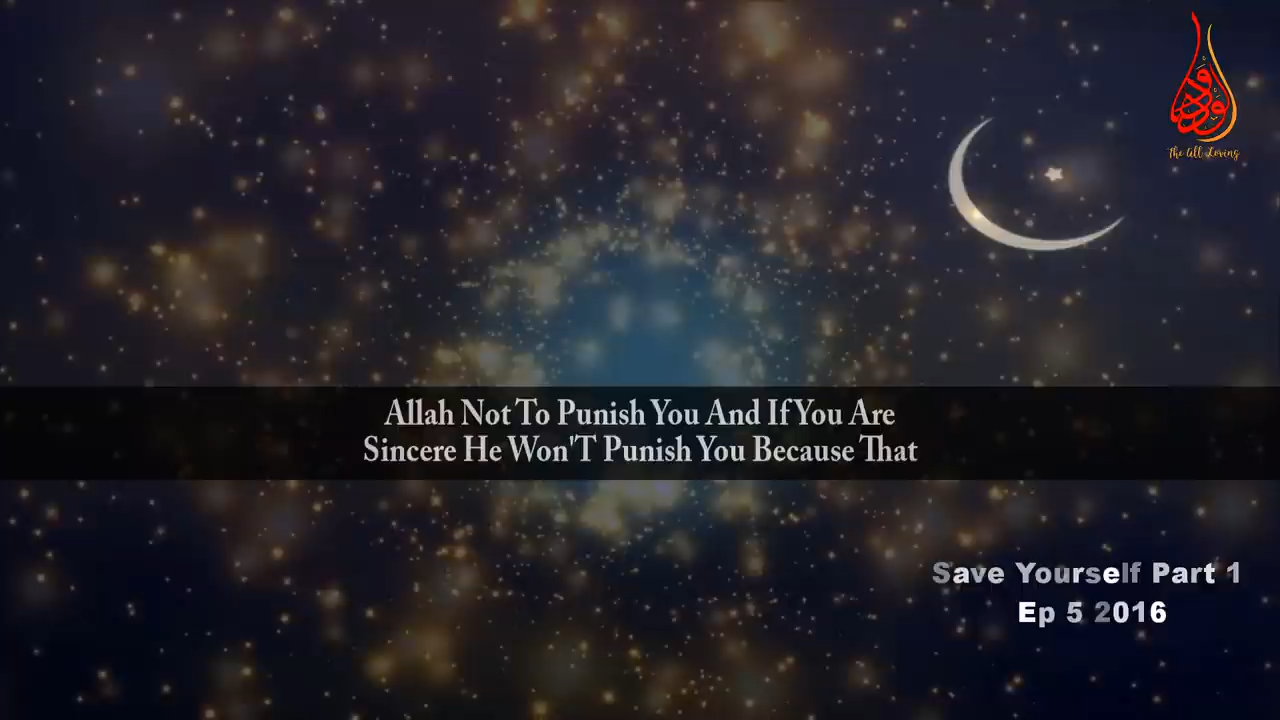 الودود
The All Loving
Allah Not To Punish You And If You Are
Sincere He Won'T Punish You Because That
Save Yourself Part 1
Ep 5 2016